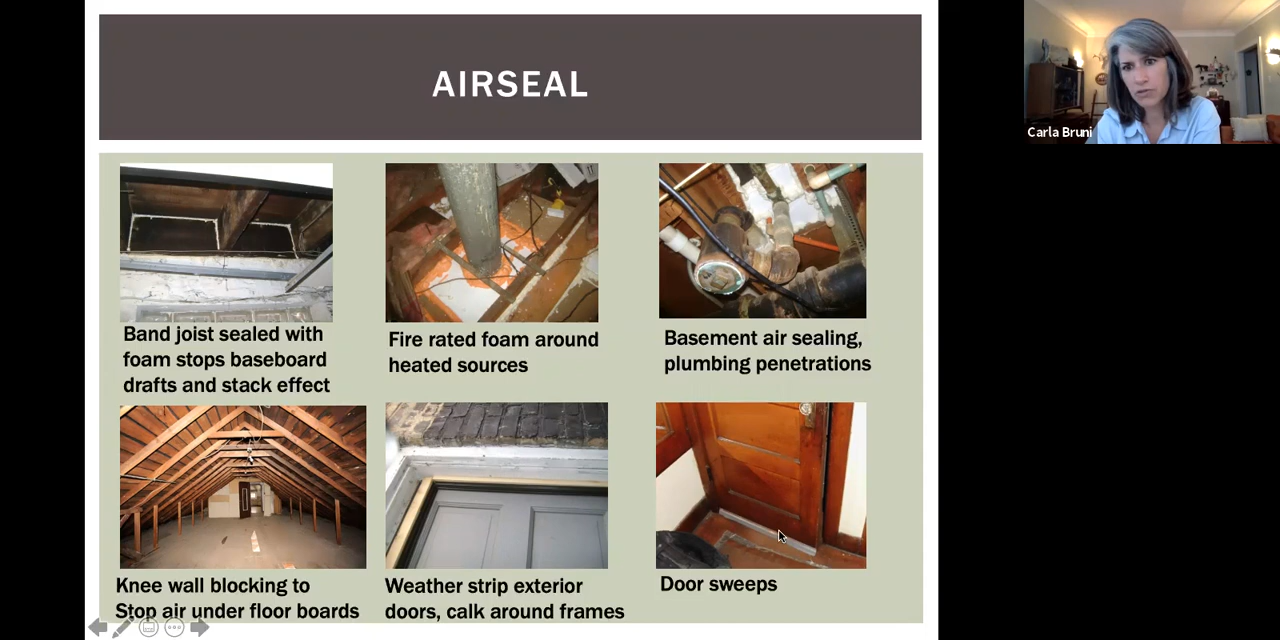 AIRSEAL
Carla Bruni
Band joist sealed with
foam stops baseboard
drafts and stack effect
Fire rated foam around
heated sources
Basement air sealing,
plumbing penetrations
Knee wall blocking to
Stop air under floor boards
Weather strip exterior
doors, calk around frames
Door sweeps